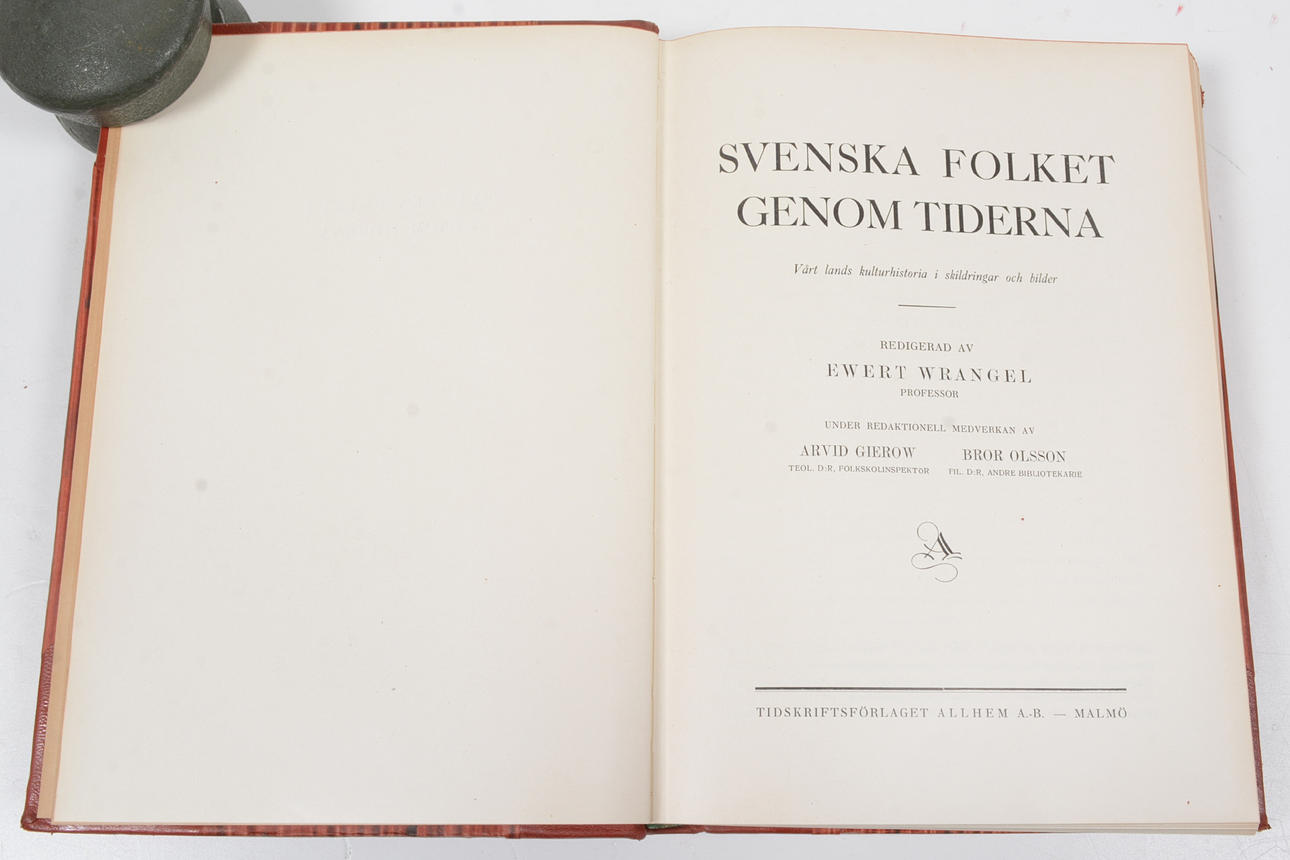 SVENSKA FOLKET
GENOM TIDERNA
Vårt lands kulturhistoria i skildringar och bilder
REDIGERAD AV
EWERT WRANGEL
PROFESSOR
UNDER REDAKTIONELL MEDVERKAN AV
ARVID GIEROW
TEOL. D:R, FOLKSKOLINSPEKTÖR
BROR OLSSON
FIL. D:R, ANDRE BIBLIOTEKARIE
A
TIDSKRIFTSFÖRLAGET ALLHEM A.-B. — MALMÖ